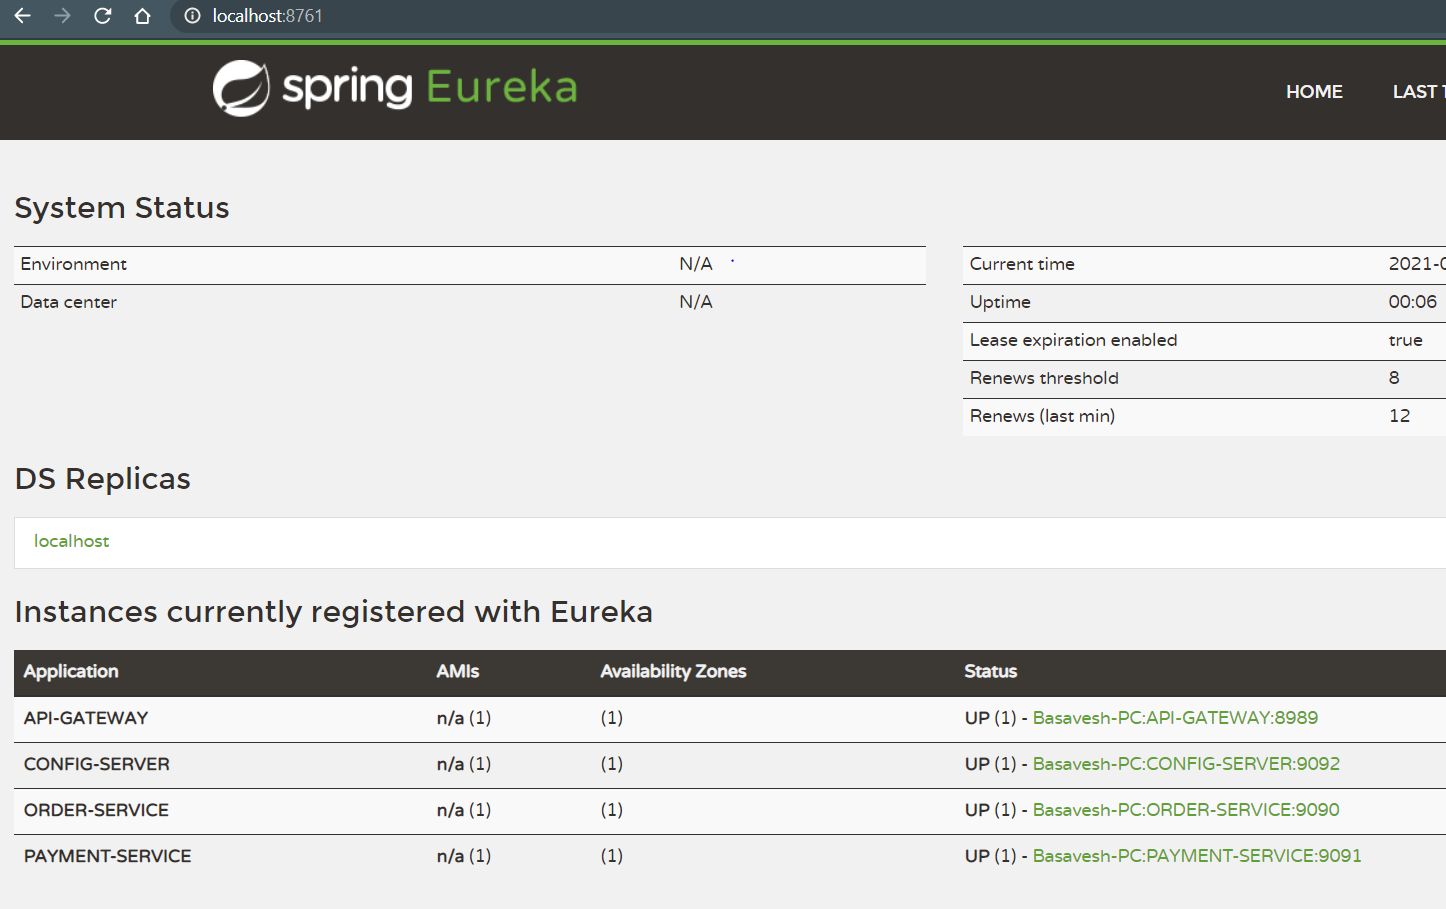 localhost:8761
spring Eureka
HOME LAST
System Status
Environment N/A
Data center N/A
Current time 2021-0
Uptime 00:06
Lease expiration enabled true
Renews threshold 8
Renews (last min) 12
DS Replicas
localhost
Instances currently registered with Eureka
Application AMIs Availability Zones Status
API-GATEWAY n/a (1) (1) UP (1) - Basavesh-PC:API-GATEWAY:8989
CONFIG-SERVER n/a (1) (1) UP (1) - Basavesh-PC:CONFIG-SERVER:9092
ORDER-SERVICE n/a (1) (1) UP (1) - Basavesh-PC:ORDER-SERVICE:9090
PAYMENT-SERVICE n/a (1) (1) UP (1) - Basavesh-PC:PAYMENT-SERVICE:9091